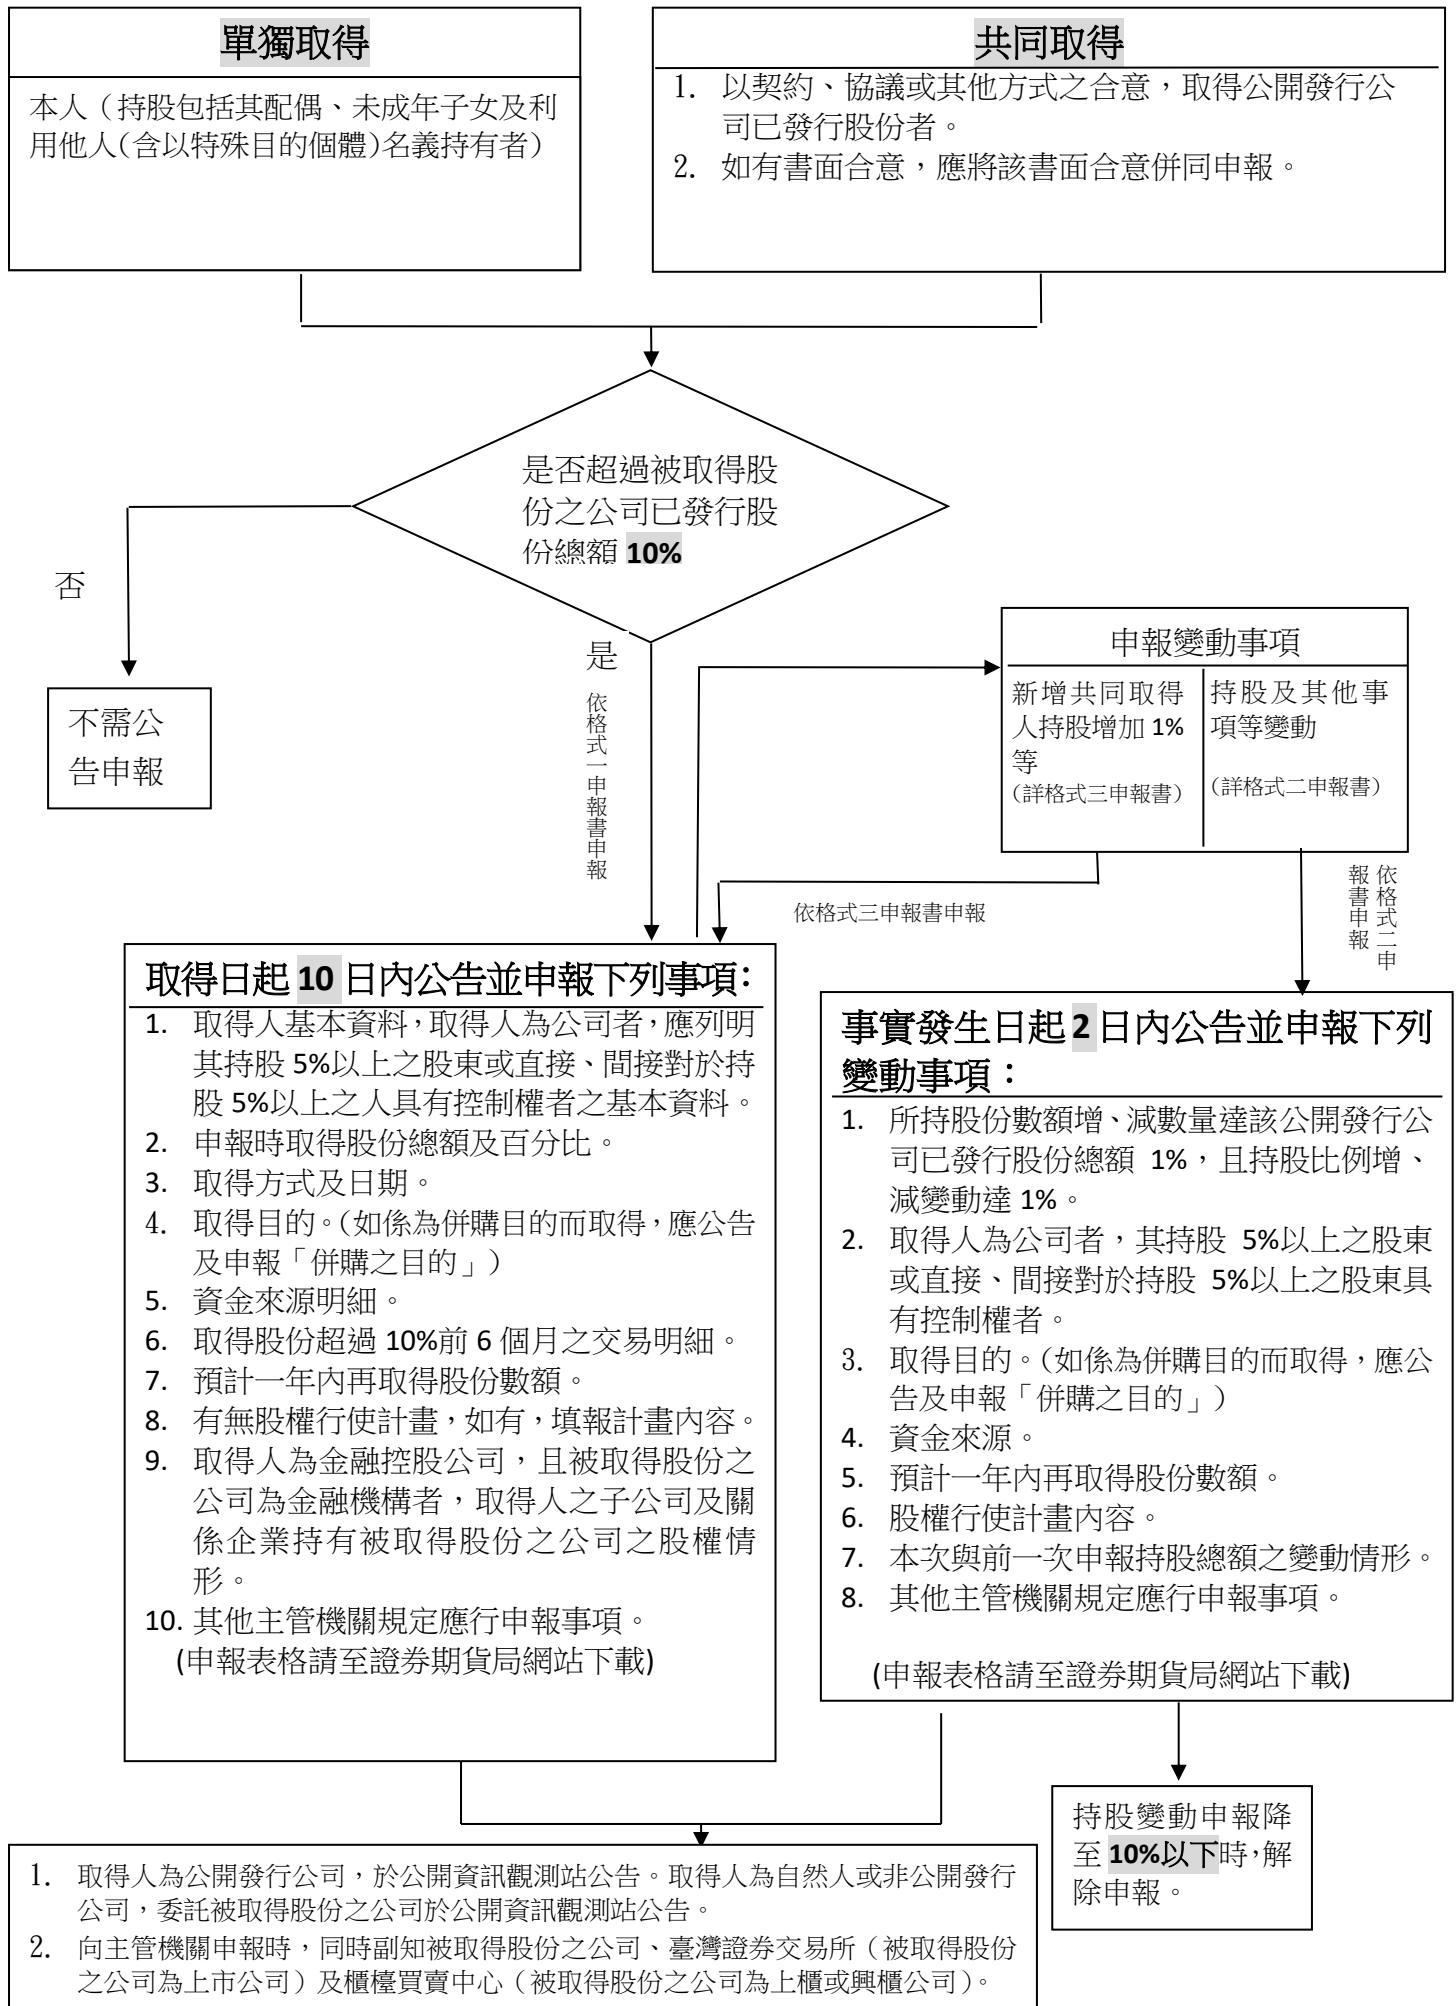 單獨取得
本人（持股包括其配偶、未成年子女及利
用他人(含以特殊目的個體)名義持有者）
共同取得
1. 以契約、協議或其他方式之合意，取得公開發行公
司已發行股份者。
2. 如有書面合意，應將該書面合意併同申報。
是否超過被取得股
份之公司已發行股
份總額 10%
否
不需公
告申報
是
依格式一申報書申報
申報變動事項
新增共同取得
人持股增加 1%
等
（詳格式三申報書）
持股及其他事
項等變動
（詳格式二申報書）
依格式三申報書申報
依格式二申
報書申報
取得日起 10 日內公告並申報下列事項：
1. 取得人基本資料，取得人為公司者，應列明
其持股 5%以上之股東或直接、間接對於持
股 5%以上之人具有控制權者之基本資料。
2. 申報時取得股份總額及百分比。
3. 取得方式及日期。
4. 取得目的。（如係為併購目的而取得，應公告
及申報「併購之目的」）
5. 資金來源明細。
6. 取得股份超過 10%前 6 個月之交易明細。
7. 預計一年內再取得股份數額。
8. 有無股權行使計畫，如有，填報計畫內容。
9. 取得人為金融控股公司，且被取得股份之
公司為金融機構者，取得人之子公司及關
係企業持有被取得股份之公司之股權情
形。
10. 其他主管機關規定應行申報事項。
(申報表格請至證券期貨局網站下載)
事實發生日起 2 日內公告並申報下列
變動事項：
1. 所持股份數額增、減數量達該公開發行公
司已發行股份總額 1%，且持股比例增、
減變動達 1%。
2. 取得人為公司者，其持股 5%以上之股東
或直接、間接對於持股 5%以上之股東具
有控制權者。
3. 取得目的。（如係為併購目的而取得，應公
告及申報「併購之目的」）
4. 資金來源。
5. 預計一年內再取得股份數額。
6. 股權行使計畫內容。
7. 本次與前一次申報持股總額之變動情形。
8. 其他主管機關規定應行申報事項。
(申報表格請至證券期貨局網站下載)
持股變動申報降
至 10%以下時，解
除申報。
1. 取得人為公開發行公司，於公開資訊觀測站公告。取得人為自然人或非公開發行
公司，委託被取得股份之公司於公開資訊觀測站公告。
2. 向主管機關申報時，同時副知被取得股份之公司、臺灣證券交易所（被取得股份
之公司為上市公司）及櫃檯買賣中心（被取得股份之公司為上櫃或興櫃公司）。